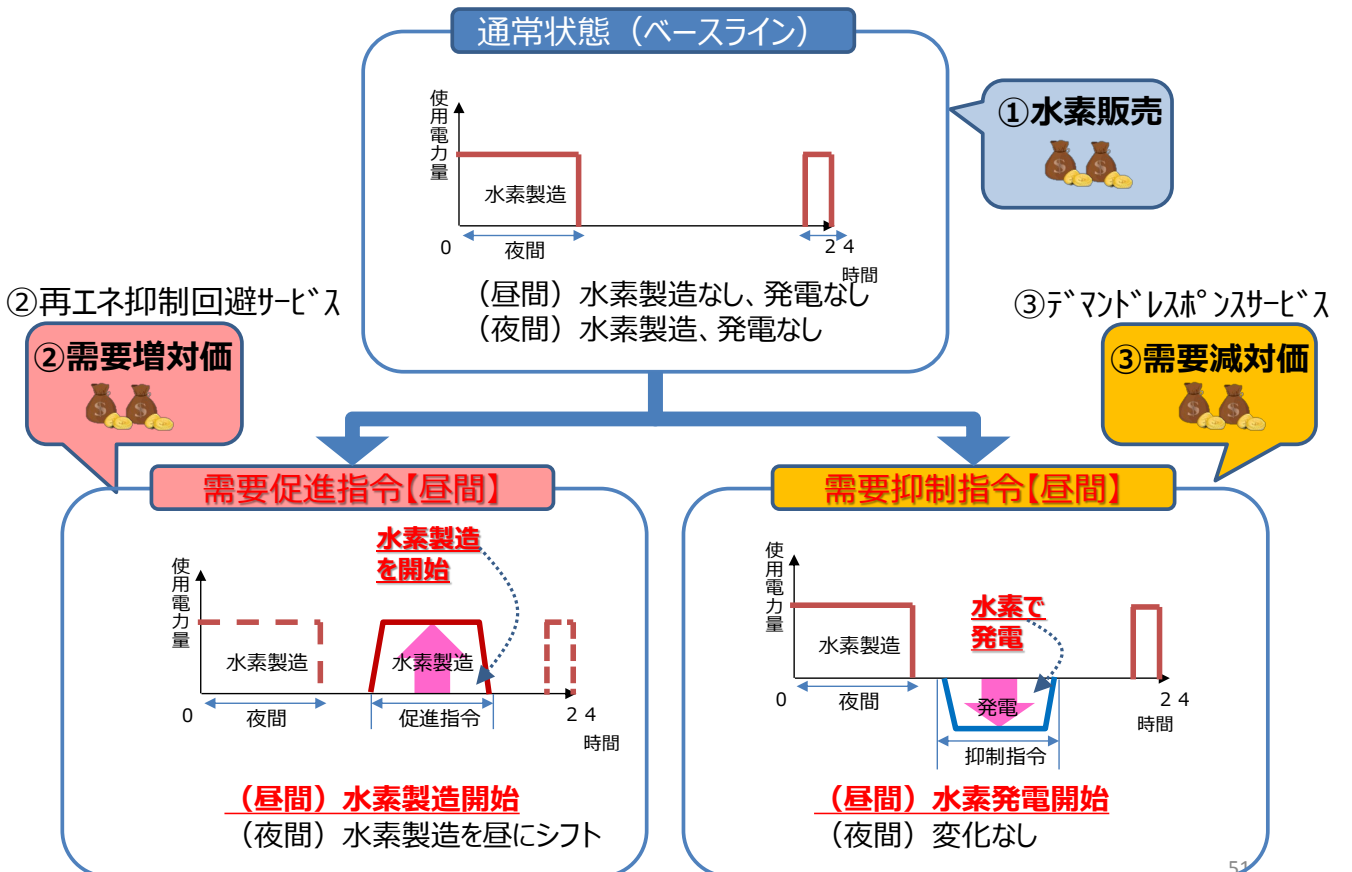 通常状態（ベースライン）
使用電力量
水素製造
0
夜間
２４
時間
（昼間）水素製造なし、発電なし
（夜間）水素製造、発電なし
①水素販売
②再エネ抑制回避ｻｰﾋﾞｽ
②需要増対価
③ﾃﾞﾏﾝﾄﾞﾚｽﾎﾟﾝｽｻｰﾋﾞｽ
③需要減対価
需要促進指令【昼間】
水素製造
を開始
使用電力量
水素製造
水素製造
0
夜間
促進指令
２４
時間
（昼間）水素製造開始
（夜間）水素製造を昼にシフト
需要抑制指令【昼間】
水素で
発電
使用電力量
水素製造
0
夜間
発電
２４
時間
抑制指令
（昼間）水素発電開始
（夜間）変化なし
51